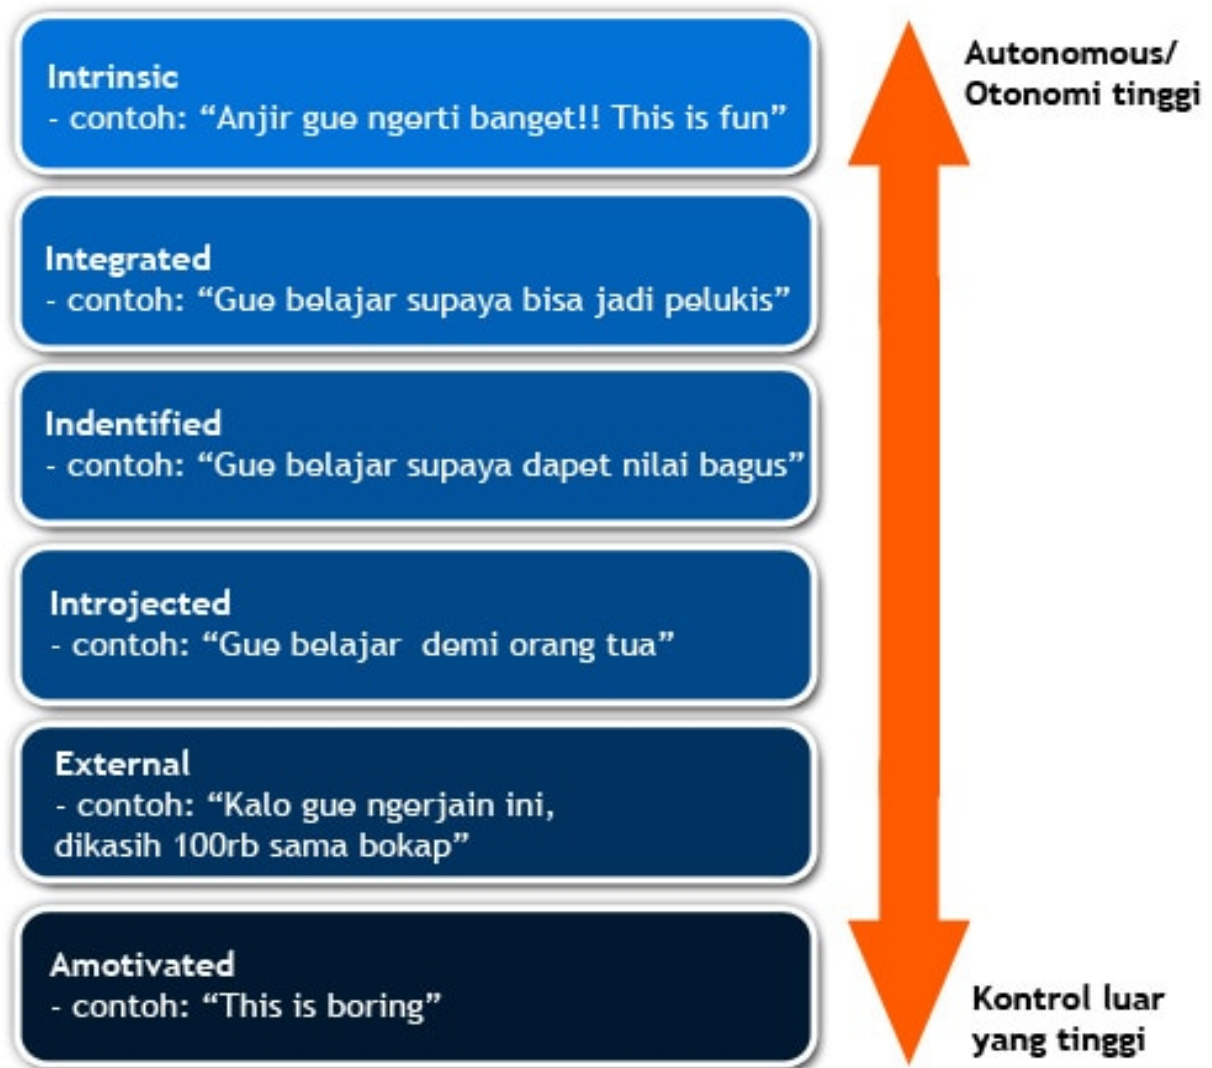 Intrinsic
- contoh: “Anjir gue ngerti banget!! This is fun”
Autonomous/
Otonomi tinggi
Integrated
- contoh: “Gue belajar supaya bisa jadi pelukis”
Indentified
- contoh: “Gue belajar supaya dapet nilai bagus”
Introjected
- contoh: “Gue belajar  demi orang tua”
External
- contoh: “Kalo gue ngerjain ini,
dikasih 100rb sama bokap”
Amotivated
- contoh: “This is boring”
Kontrol luar
yang tinggi